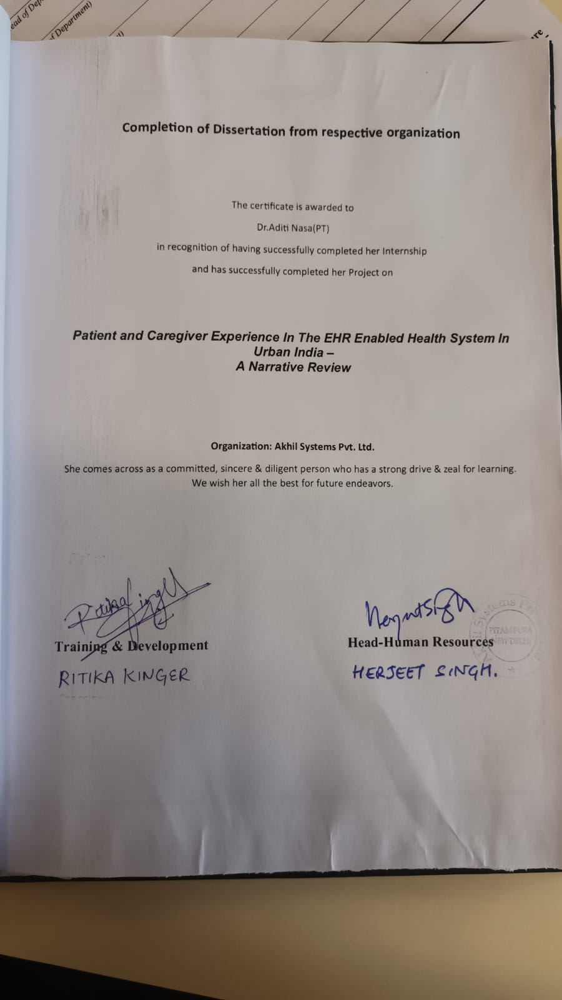 ead of Dep
f Department)
Completion of Dissertation from respective organization
The certificate is awarded to
Dr.Aditi Nasa(PT)
in recognition of having successfully completed her Internship
and has successfully completed her Project on
Patient and Caregiver Experience In The EHR Enabled Health System In
Urban India –
A Narrative Review
Organization: Akhil Systems Pvt. Ltd.
She comes across as a committed, sincere & diligent person who has a strong drive & zeal for learning.
We wish her all the best for future endeavors.
Training & Development
RITIKA KINGER
Head-Human Resources
HERJEET SINGH.
PITAMPURA
NEW DELHI